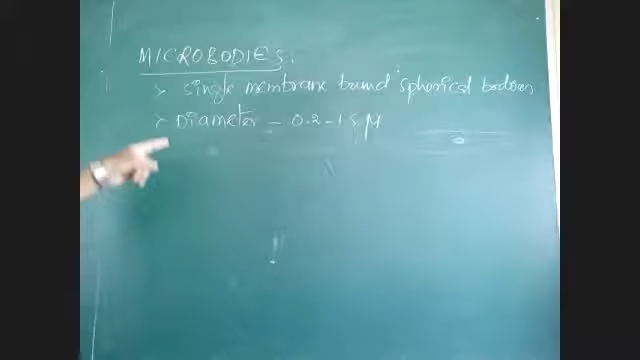 MICROBODIES:
> Single membrane bound spherical bodies
> Diameter - 0.2-1.5 μ